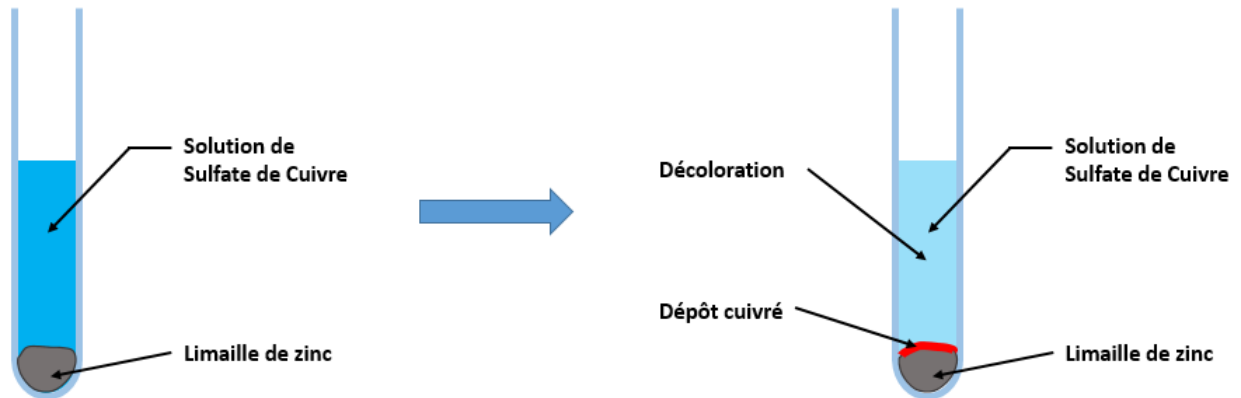 Solution de
Sulfate de Cuivre
Limaille de zinc
Décoloration
Dépôt cuivré
Solution de
Sulfate de Cuivre
Limaille de zinc